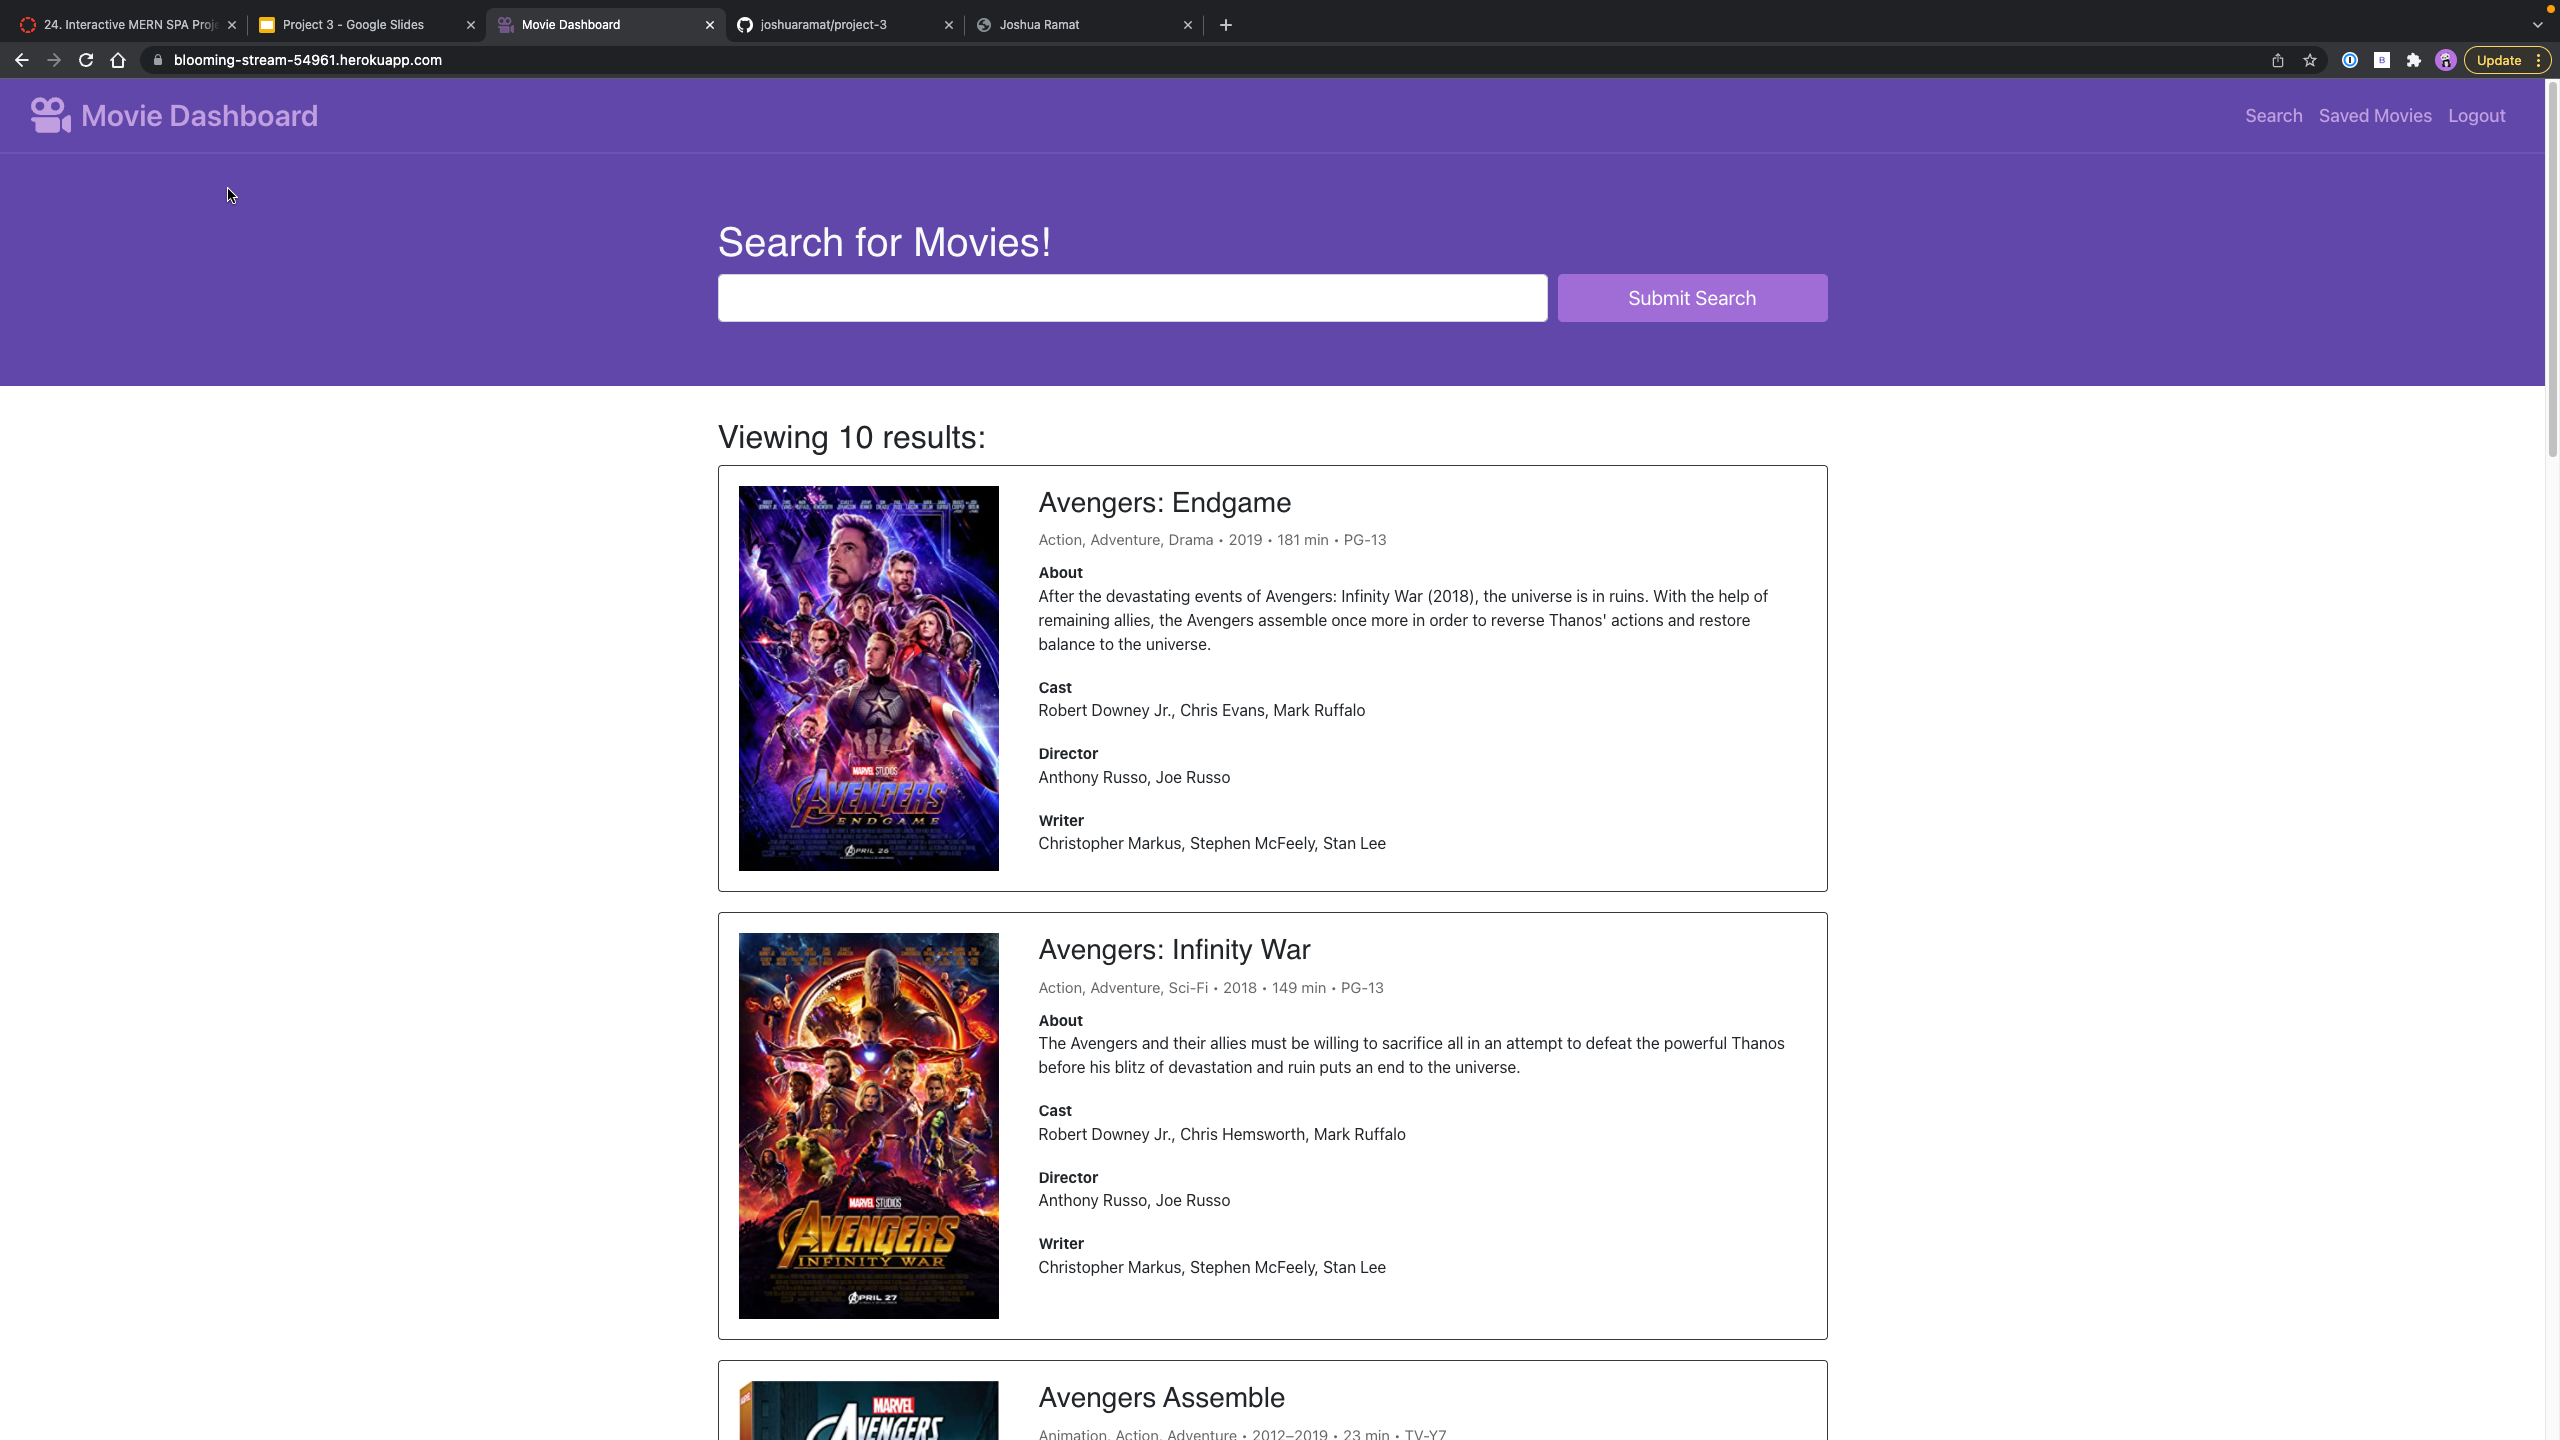 24. Interactive MERN SPA Proj
Project 3 - Google Slides
Movie Dashboard
joshuaramat/project-3
Joshua Ramat
blooming-stream-54961.herokuapp.com
Update
Movie Dashboard
Search
Saved Movies
Logout
Search for Movies!
Submit Search
Viewing 10 results:
Avengers: Endgame
Action, Adventure, Drama • 2019 • 181 min • PG-13
About
After the devastating events of Avengers: Infinity War (2018), the universe is in ruins. With the help of
remaining allies, the Avengers assemble once more in order to reverse Thanos' actions and restore
balance to the universe.
Cast
Robert Downey Jr., Chris Evans, Mark Ruffalo
Director
Anthony Russo, Joe Russo
Writer
Christopher Markus, Stephen McFeely, Stan Lee
MARVEL STUDIOS
AVENGERS
ENDGAME
APRIL 26
Avengers: Infinity War
Action, Adventure, Sci-Fi • 2018 • 149 min • PG-13
About
The Avengers and their allies must be willing to sacrifice all in an attempt to defeat the powerful Thanos
before his blitz of devastation and ruin puts an end to the universe.
Cast
Robert Downey Jr., Chris Hemsworth, Mark Ruffalo
Director
Anthony Russo, Joe Russo
Writer
Christopher Markus, Stephen McFeely, Stan Lee
MARVEL STUDIOS
AVENGERS
INFINITY WAR
APRIL 27
Avengers Assemble
Animation, Action, Adventure • 2012–2019 • 23 min • TV-Y7
MARVEL
AVENGERS